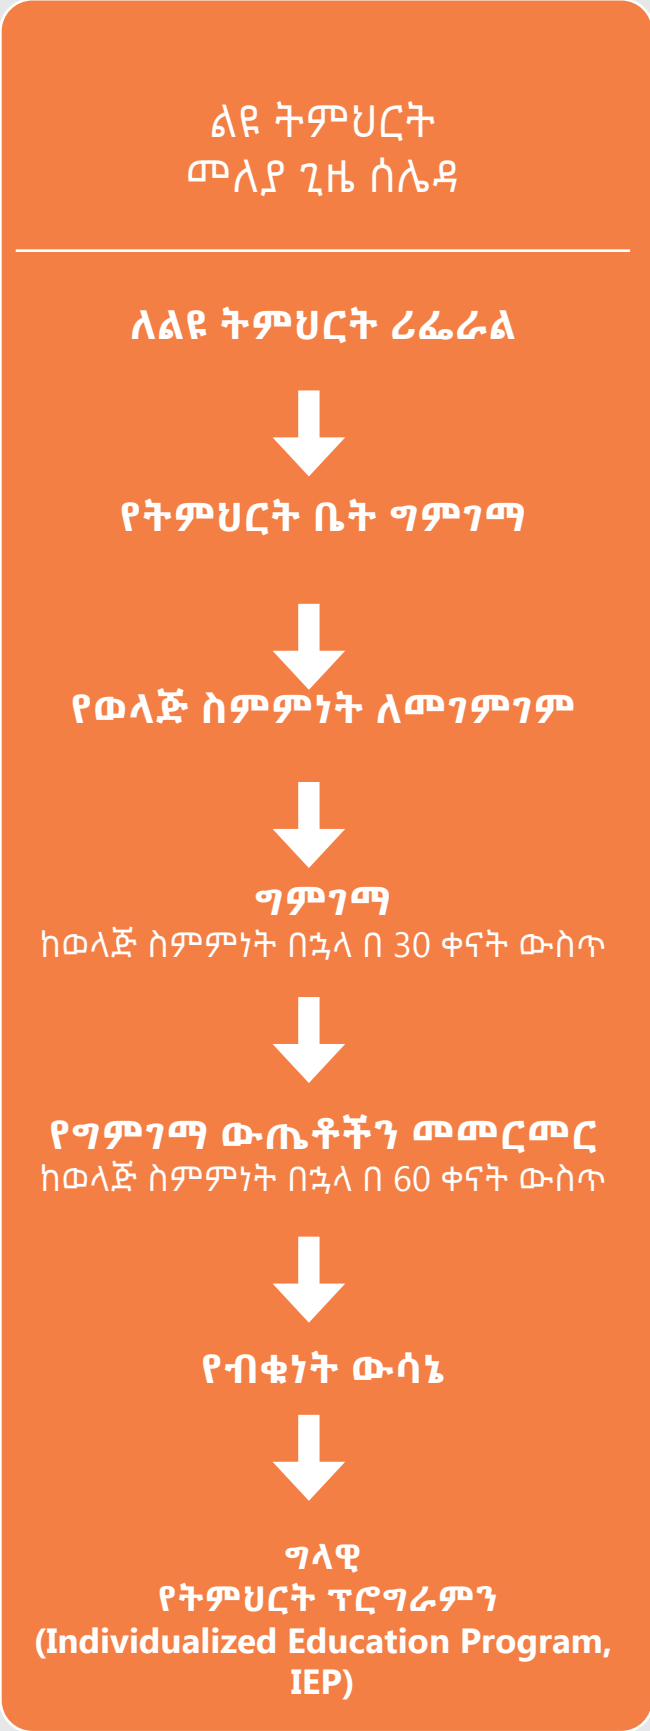 ልዩ ትምህርት
መለያ ጊዜ ሰሌዳ
ለልዩ ትምህርት ሪፌራል
የትምህርት ቤት ግምገማ
የወላጅ ስምምነት ለመገምገም
ግምገማ
ከወላጅ ስምምነት በኋላ በ 30 ቀናት ውስጥ
የግምገማ ውጤቶችን መመርመር
ከወላጅ ስምምነት በኋላ በ 60 ቀናት ውስጥ
የብቁነት ውሳኔ
ግላዊ
የትምህርት ፕሮግራምን
(Individualized Education Program,
IEP)